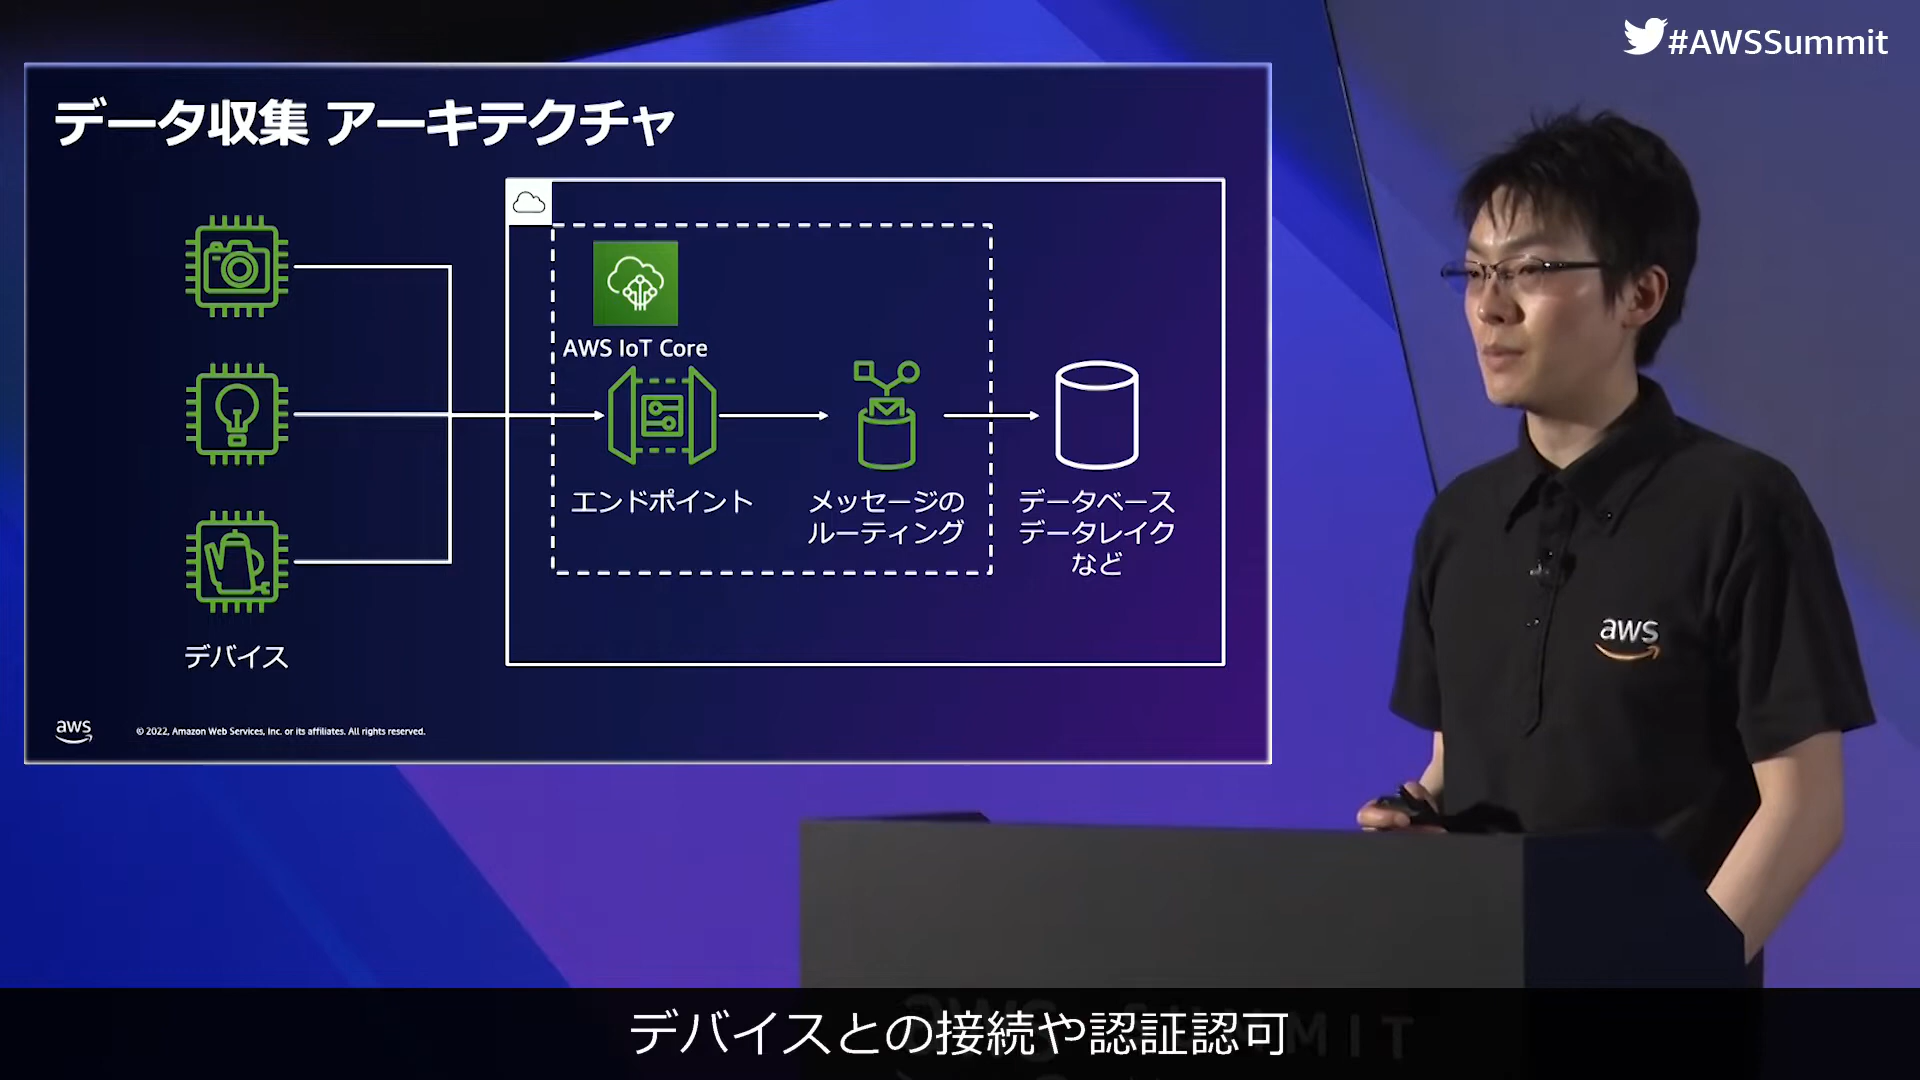 #AWSSummit
データ収集 アーキテクチャ
AWS IoT Core
エンドポイント
メッセージの
ルーティング
データベース
データレイク
など
デバイス
aws
© 2022, Amazon Web Services, Inc. or its affiliates. All rights reserved.
aws
デバイスとの接続や認証認可